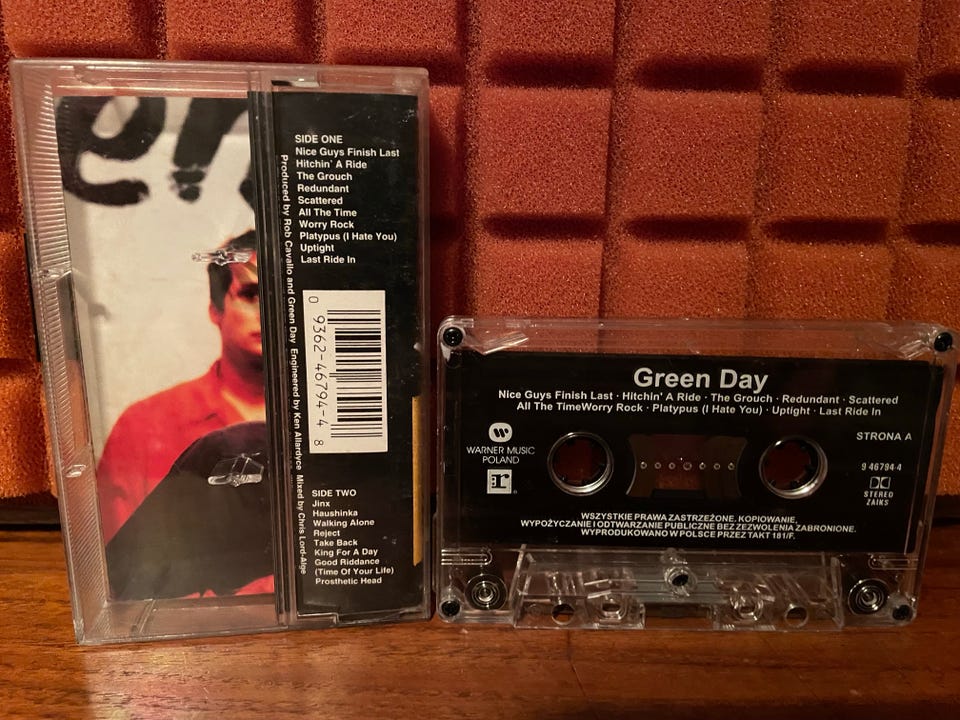 er
SIDE ONE
Nice Guys Finish Last
Hitchin' A Ride
The Grouch
Redundant
Scattered
All The Time
Worry Rock
Platypus (I Hate You)
Uptight
Last Ride In
Produced by Rob Cavallo and Green Day Engineered by Ken Allardyce Mixed by Chris Lord-Alge
0 9362-46794-4 8
SIDE TWO
Jinx
Haushinka
Walking Alone
Reject
Take Back
King For A Day
Good Riddance
(Time Of Your Life)
Prosthetic Head
Green Day
Nice Guys Finish Last · Hitchin' A Ride · The Grouch · Redundant · Scattered
All The TimeWorry Rock · Platypus (I Hate You) · Uptight · Last Ride In
WARNER MUSIC
POLAND
r
STRONA A
9 46794-4
STEREO
ZAIKS
WSZYSTKIE PRAWA ZASTRZEŻONE. KOPIOWANIE,
WYPOŻYCZANIE I ODTWARZANIE PUBLICZNE BEZ ZEZWOLENIA ZABRONIONE.
WYPRODUKOWANO W POLSCE PRZEZ TAKT 181/F.